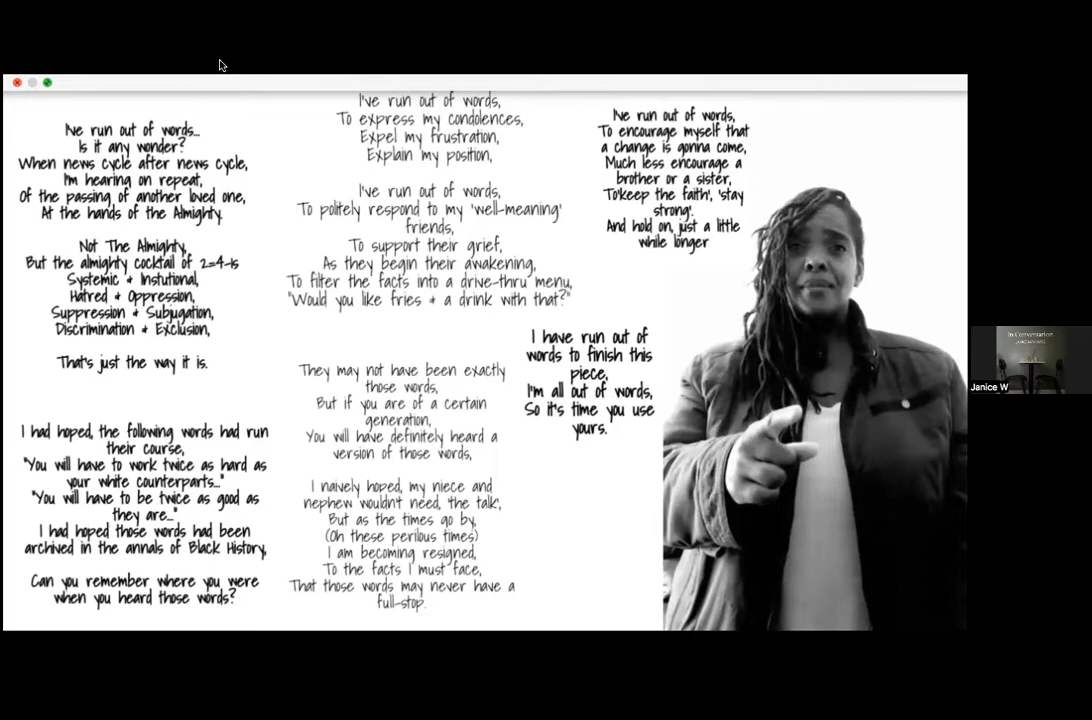 I've run out of words...
Is it any wonder?
When news cycle after news cycle,
I'm hearing on repeat,
Of the passing of another loved one,
At the hands of the Almighty.
Not The Almighty,
But the almighty cocktail of 2=4-is
Systemic & Instutional,
Hatred & Oppression,
Suppression & Subjugation,
Discrimination & Exclusion,
That's just the way it is.
I had hoped, the following words had run
their course,
"You will have to work twice as hard as
your white counterparts..."
"You will have to be twice as good as
they are..."
I had hoped those words had been
archived in the annals of Black History,
Can you remember where you were
when you heard those words?
I've run out of words,
To express my condolences,
Expel my frustration,
Explain my position,
I've run out of words,
To politely respond to my 'well-meaning'
friends,
To support their grief,
As they begin their awakening,
To filter the facts into a drive-thru menu,
"Would you like fries & a drink with that?"
They may not have been exactly
those words,
But if you are of a certain
generation,
You will have definitely heard a
version of those words,
I naively hoped, my niece and
nephew wouldn't need, 'the talk',
But as the times go by,
(Oh these perilous times)
I am becoming resigned,
To the facts I must face,
That those words may never have a
full-stop.
I've run out of words,
To encourage myself that
a change is gonna come,
Much less encourage a
brother or a sister,
To'keep the faith', 'stay
strong'.
And hold on, just a little
while longer
I have run out of
words to finish this
piece,
I'm all out of words,
So it's time you use
yours.
In Conversation
Janice W